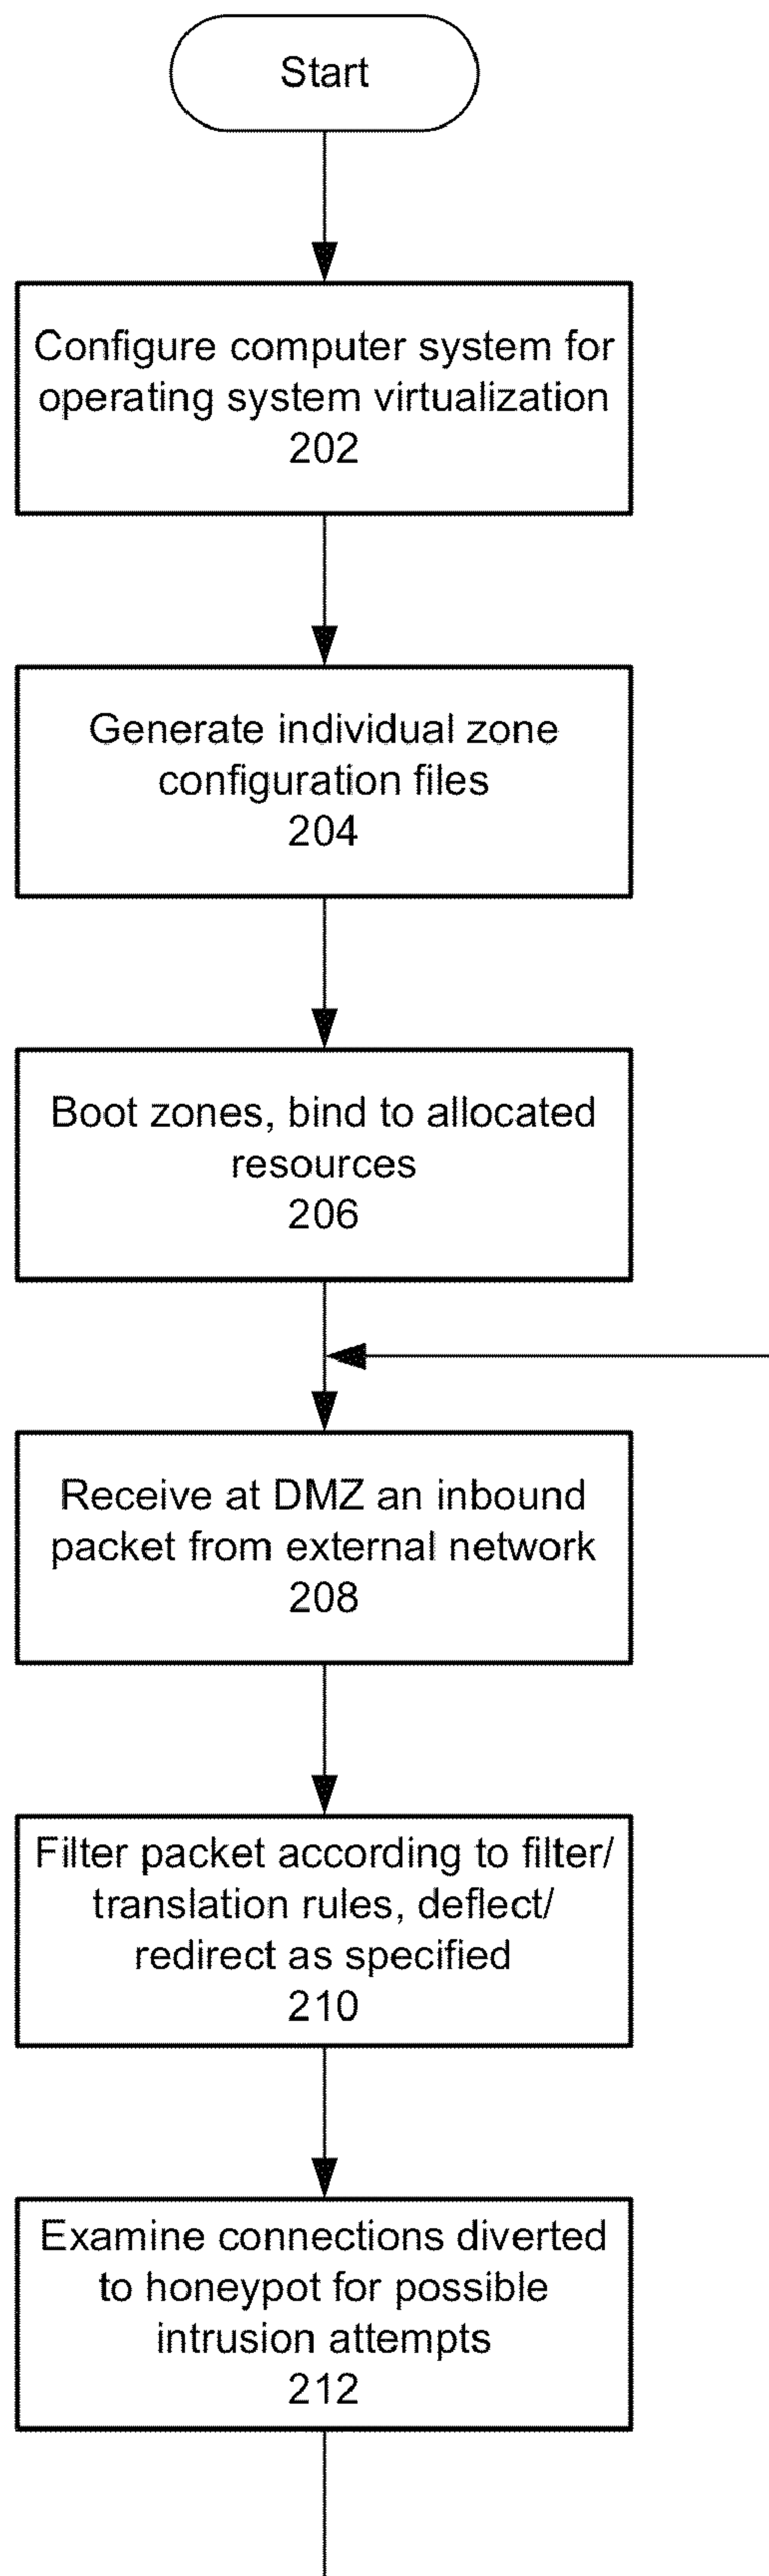 Start
Configure computer system for
operating system virtualization
202
Generate individual zone
configuration files
204
Boot zones, bind to allocated
resources
206
Receive at DMZ an inbound
packet from external network
208
Filter packet according to filter/
translation rules, deflect/
redirect as specified
210
Examine connections diverted
to honeypot for possible
intrusion attempts
212